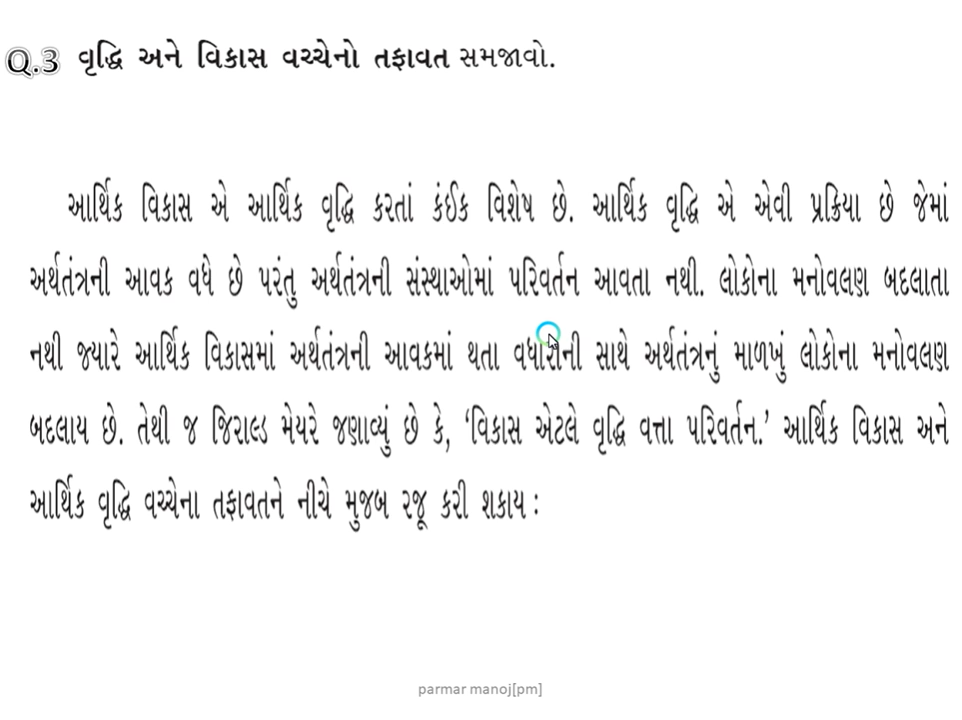 Q.3 વૃદ્ધિ અને વિકાસ વચ્ચેનો તફાવત સમજાવો.
આર્થિક વિકાસ એ આર્થિક વૃદ્ધિ કરતાં કંઈક વિશેષ છે. આર્થિક વૃદ્ધિ એ એવી પ્રક્રિયા છે જેમાં
અર્થતંત્રની આવક વધે છે પરંતુ અર્થતંત્રની સંસ્થાઓમાં પરિવર્તન આવતા નથી. લોકોના મનોવલણ બદલાતા
નથી જ્યારે આર્થિક વિકાસમાં અર્થતંત્રની આવકમાં થતા વધારાની સાથે અર્થતંત્રનું માળખું લોકોના મનોવલણ
બદલાય છે. તેથી જ જિરાલ્ડ મેયરે જણાવ્યું છે કે, ‘વિકાસ એટલે વૃદ્ધિ વત્તા પરિવર્તન.’ આર્થિક વિકાસ અને
આર્થિક વૃદ્ધિ વચ્ચેના તફાવતને નીચે મુજબ રજૂ કરી શકાય :
parmar manoj[pm]